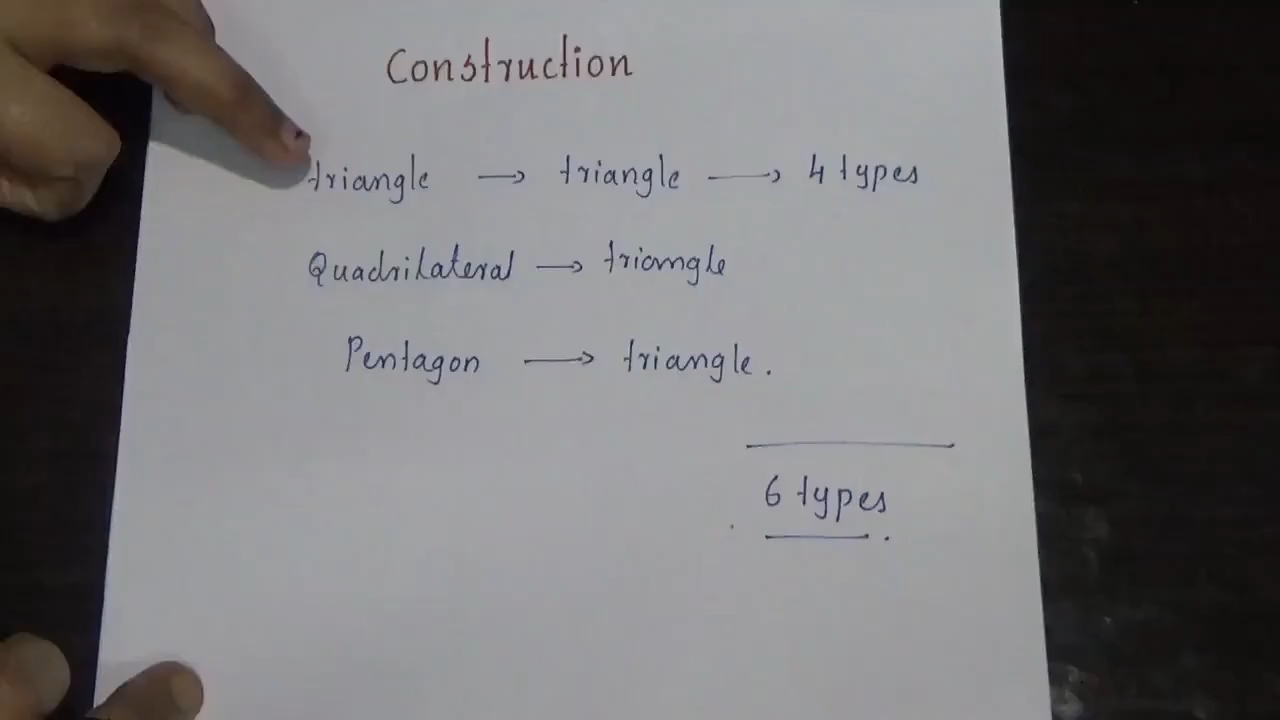 Construction
triangle → triangle → 4 types
Quadrilateral → triangle
Pentagon → triangle.
6 types